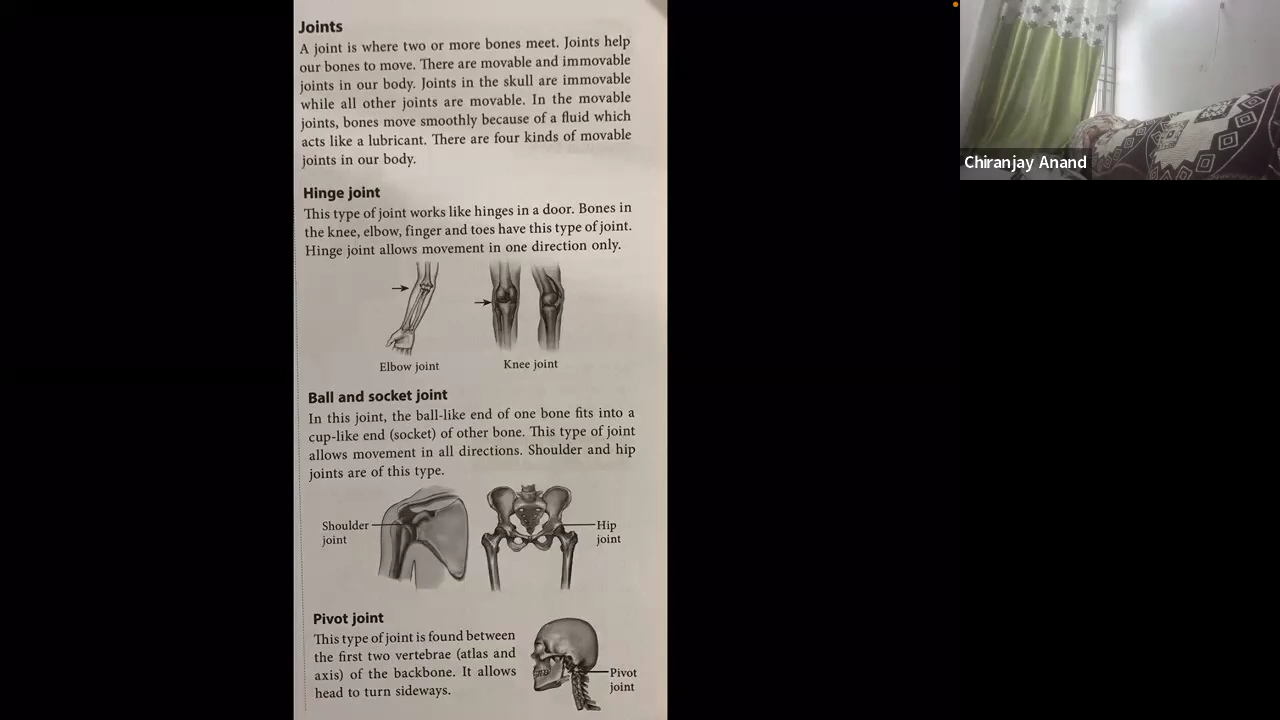 Joints
A joint is where two or more bones meet. Joints help
our bones to move. There are movable and immovable
joints in our body. Joints in the skull are immovable
while all other joints are movable. In the movable
joints, bones move smoothly because of a fluid which
acts like a lubricant. There are four kinds of movable
joints in our body.
Hinge joint
This type of joint works like hinges in a door. Bones in
the knee, elbow, finger and toes have this type of joint.
Hinge joint allows movement in one direction only.
Elbow joint
Knee joint
Ball and socket joint
In this joint, the ball-like end of one bone fits into a
cup-like end (socket) of other bone. This type of joint
allows movement in all directions. Shoulder and hip
joints are of this type.
Shoulder
joint
Hip
joint
Pivot joint
This type of joint is found between
the first two vertebrae (atlas and
axis) of the backbone. It allows
head to turn sideways.
Pivot
joint
Chiranjay Anand